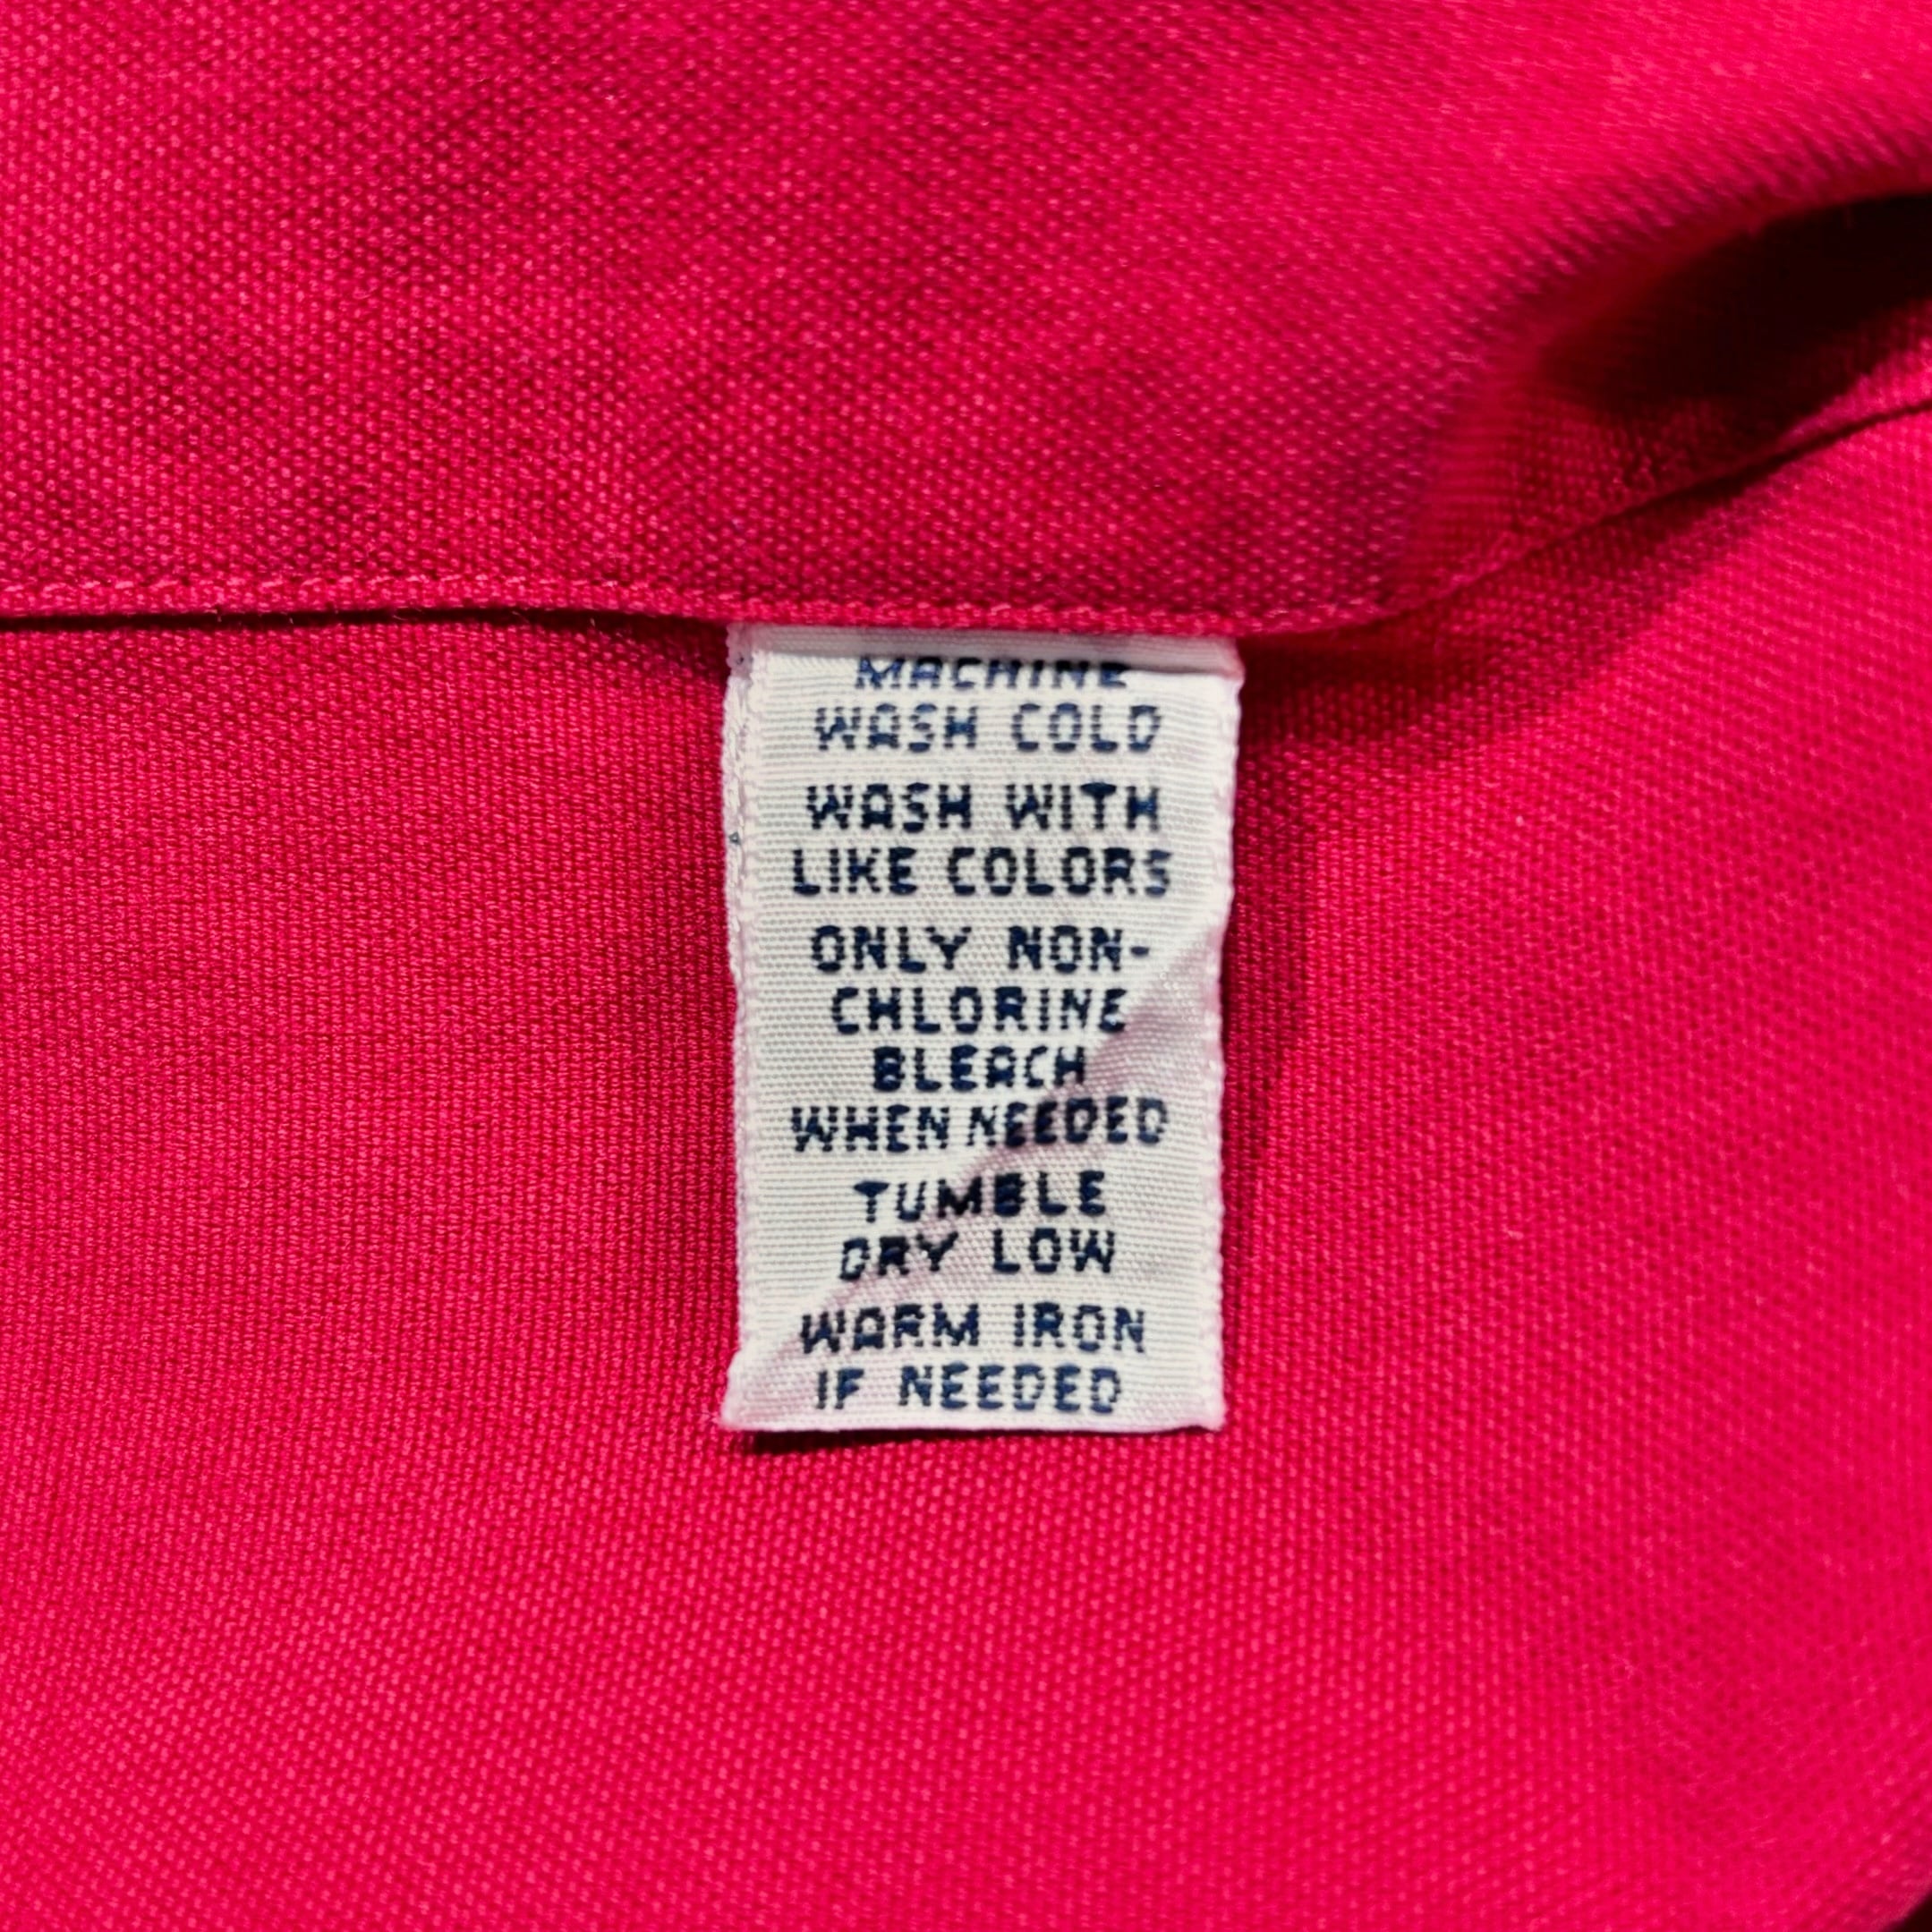 MACHINE
WASH COLD
WASH WITH
LIKE COLORS
ONLY NON-
CHLORINE
BLEACH
WHEN NEEDED
TUMBLE
DRY LOW
WARM IRON
IF NEEDED